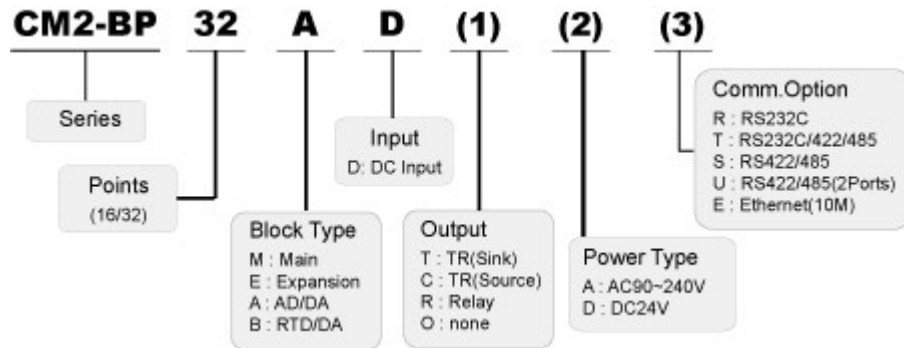 CM2-BP 32 A D (1) (2) (3)
Series
Points
(16/32)
Block Type
M : Main
E : Expansion
A : AD/DA
B : RTD/DA
Input
D: DC Input
Output
T : TR(Sink)
C : TR(Source)
R : Relay
O : none
Power Type
A : AC90~240V
D : DC24V
Comm.Option
R : RS232C
T : RS232C/422/485
S : RS422/485
U : RS422/485(2Ports)
E : Ethernet(10M)